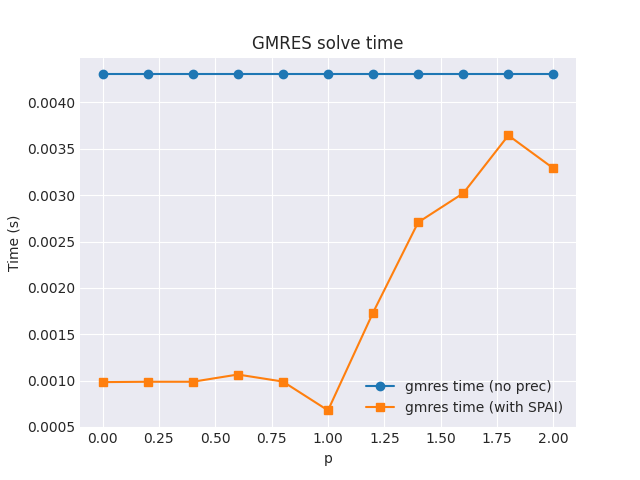 GMRES solve time
Time (s)
0.0040
0.0035
0.0030
0.0025
0.0020
0.0015
0.0010
0.0005
gmres time (no prec)
gmres time (with SPAI)
0.00 0.25 0.50 0.75 1.00 1.25 1.50 1.75 2.00
p